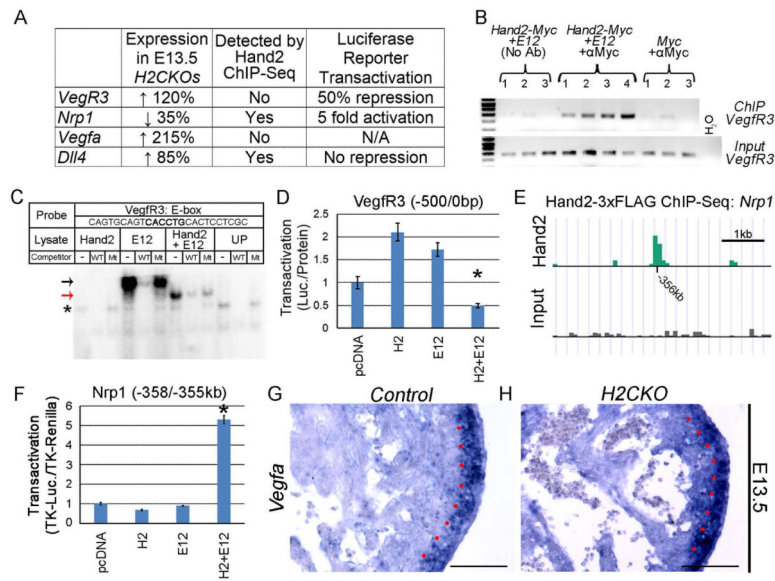 A
Expression in E13.5 H2CKOs
Detected by Hand2 ChIP-Seq
Luciferase Reporter Transactivation
VegR3 ↑ 120% No 50% repression
Nrp1 ↓ 35% Yes 5 fold activation
Vegfa ↑ 215% No N/A
Dll4 ↑ 85% Yes No repression
B
Hand2-Myc +E12 (No Ab)
Hand2-Myc +E12 +αMyc
Myc +αMyc
1 2 3 1 2 3 4 1 2 3
H2O
ChIP VegfR3
Input VegfR3
C
Probe
VegfR3: E-box
CAGTGCAGTCACCTGCACTCCTCGC
Lysate Hand2 E12 Hand2 + E12 UP
Competitor - WT Mt - WT Mt - WT Mt - WT Mt
*
D
VegfR3 (-500/0bp)
Transactivation (Luc./Protein)
2.5
2
1.5
1
0.5
0
*
pcDNA H2 E12 H2+E12
E
Hand2-3xFLAG ChIP-Seq: Nrp1
Hand2
1kb
-356kb
Input
F
Nrp1 (-358/-355kb)
Transactivation (TK-Luc./TK-Renilla)
6
5
4
3
2
1
0
*
pcDNA H2 E12 H2+E12
G
Control
Vegfa
H
H2CKO
E13.5